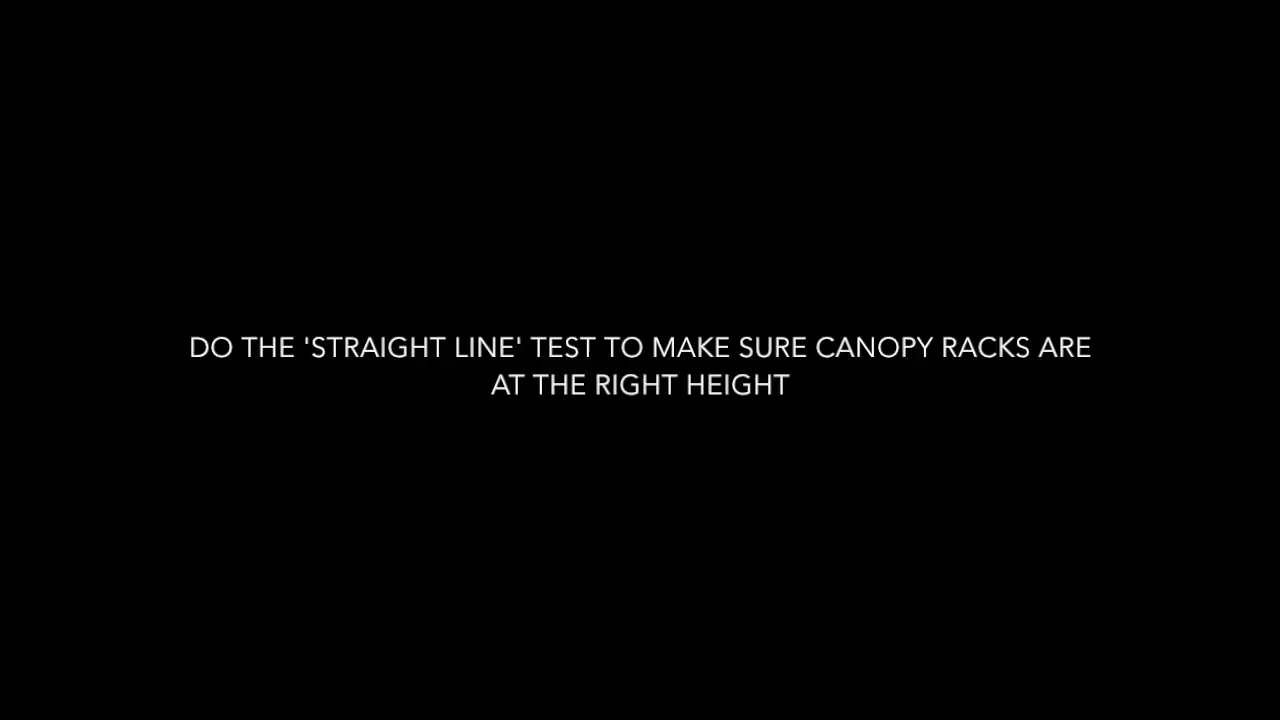 DO THE 'STRAIGHT LINE' TEST TO MAKE SURE CANOPY RACKS ARE
AT THE RIGHT HEIGHT